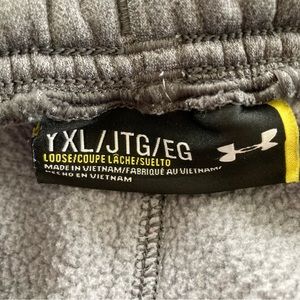 YXL/JTG/EG
LOOSE/COUPE LÂCHE/SUELTO
MADE IN VIETNAM/FABRIQUÉ AU VIETNAM/
HECHO EN VIETNAM